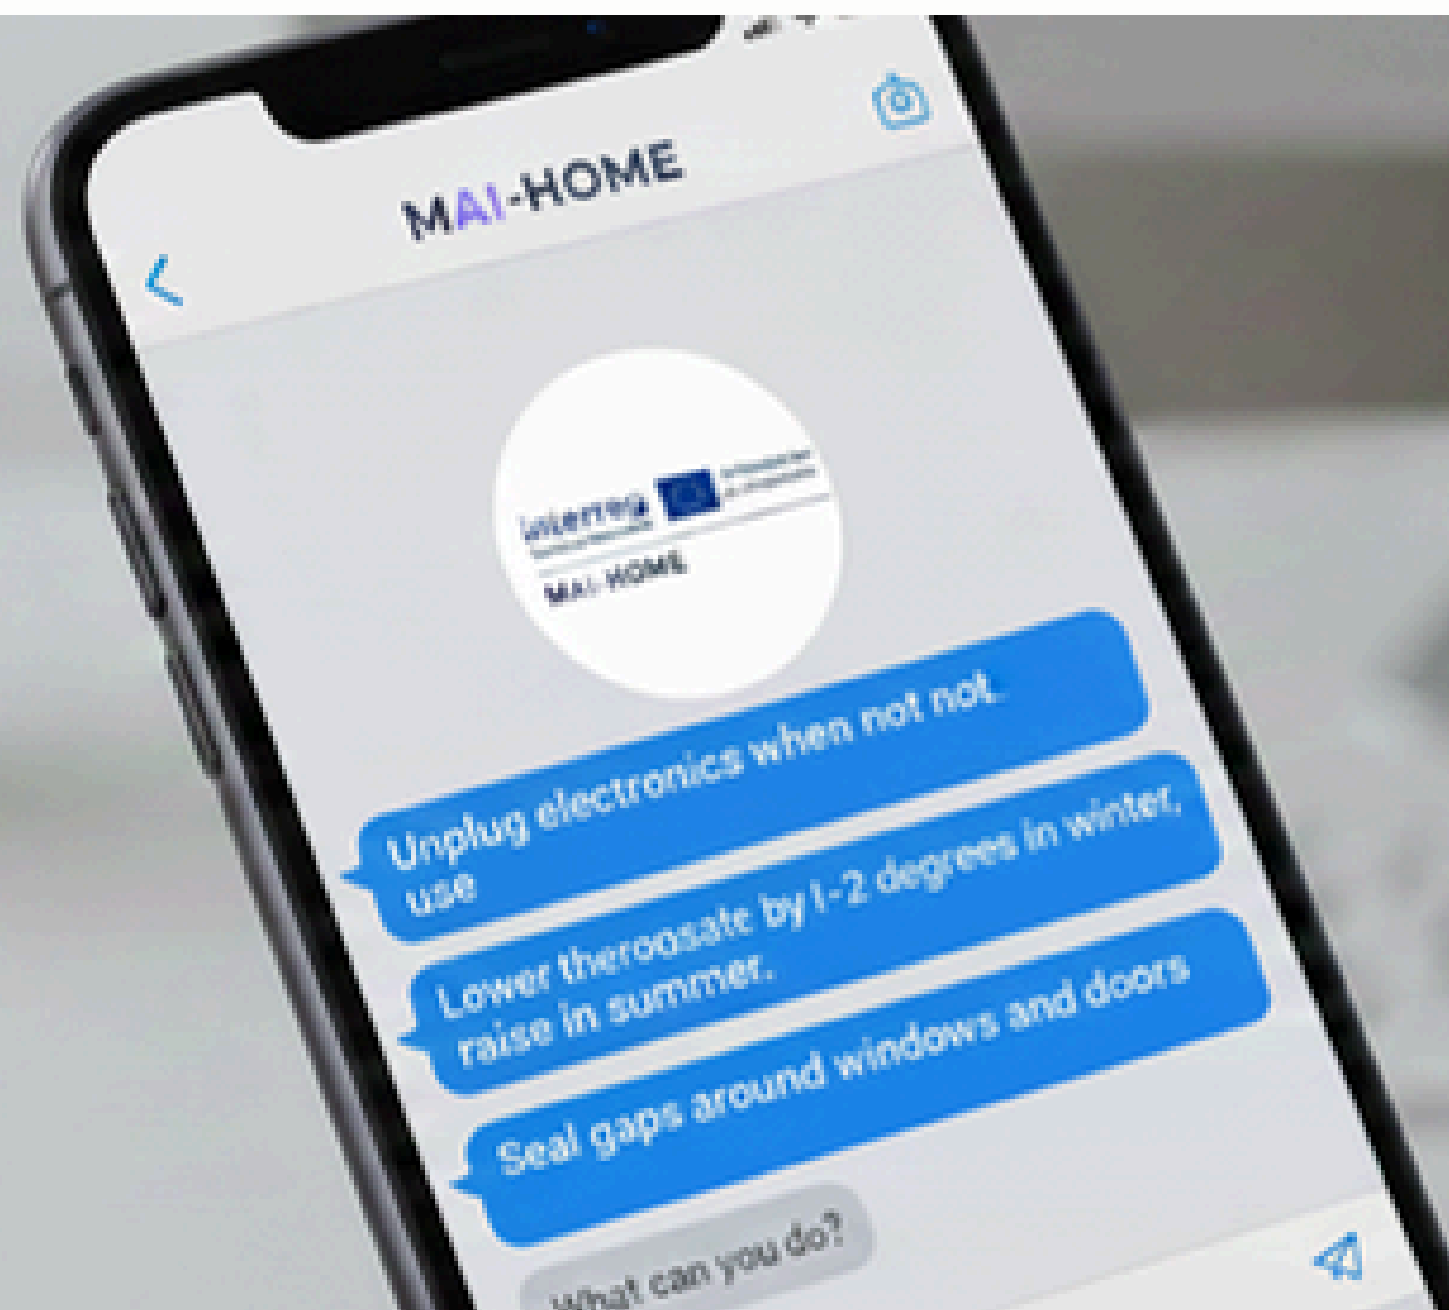 MAI-HOME
interreg
MAI-HOME
Unplug electronics when not not
use
Lower theroosate by 1-2 degrees in winter,
raise in summer.
Seal gaps around windows and doors
What can you do?